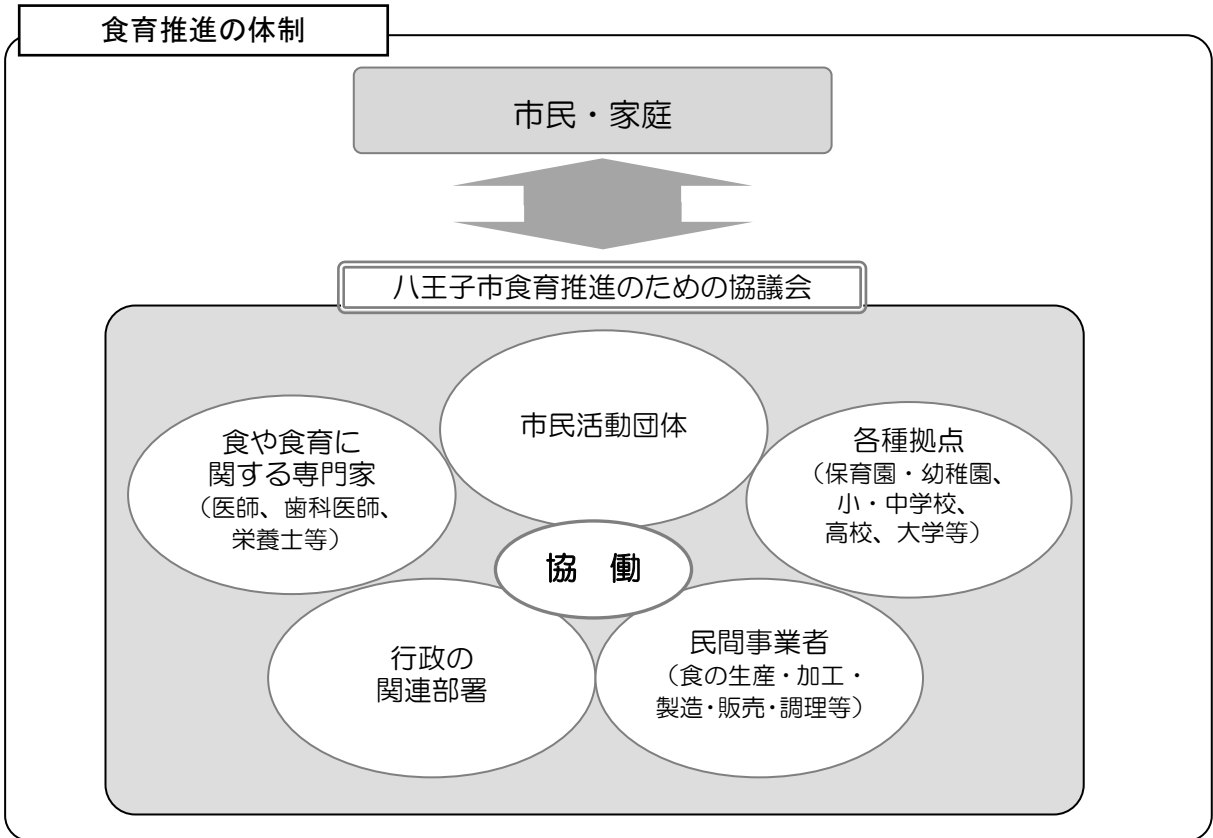 食育推進の体制
市民・家庭
八王子市食育推進のための協議会
市民活動団体
食や食育に
関する専門家
（医師、歯科医師、
栄養士等）
各種拠点
（保育園・幼稚園、
小・中学校、
高校、大学等）
協　働
行政の
関連部署
民間事業者
（食の生産・加工・
製造・販売・調理等）